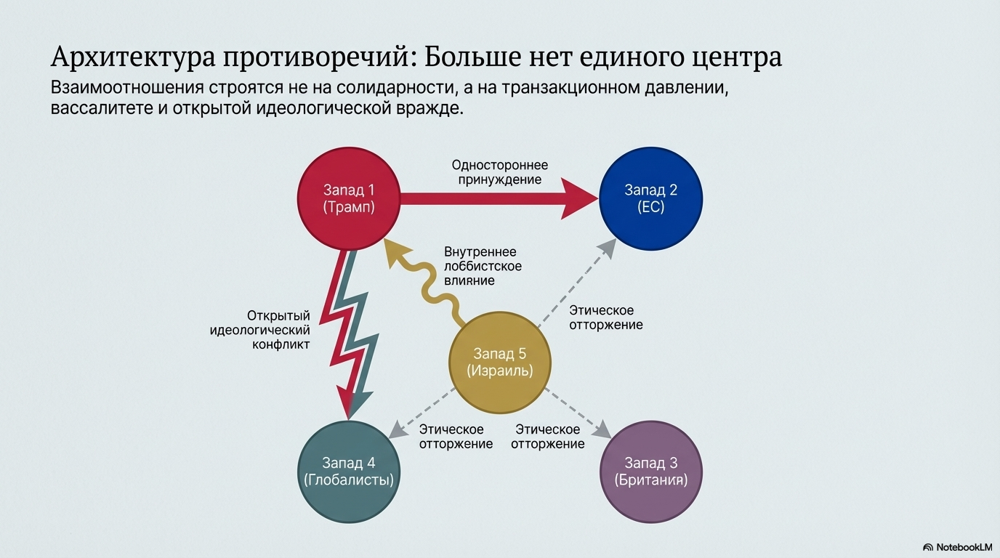 Архитектура противоречий: Больше нет единого центра
Взаимоотношения строятся не на солидарности, а на транзакционном давлении,
вассалитете и открытой идеологической вражде.
Запад 1
(Трамп)
Одностороннее
принуждение
Запад 2
(ЕС)
Внутреннее
лоббистское
влияние
Открытый
идеологический
конфликт
Этическое
отторжение
Запад 5
(Израиль)
Этическое
отторжение
Этическое
отторжение
Запад 4
(Глобалисты)
Запад 3
(Британия)
NotebookLM